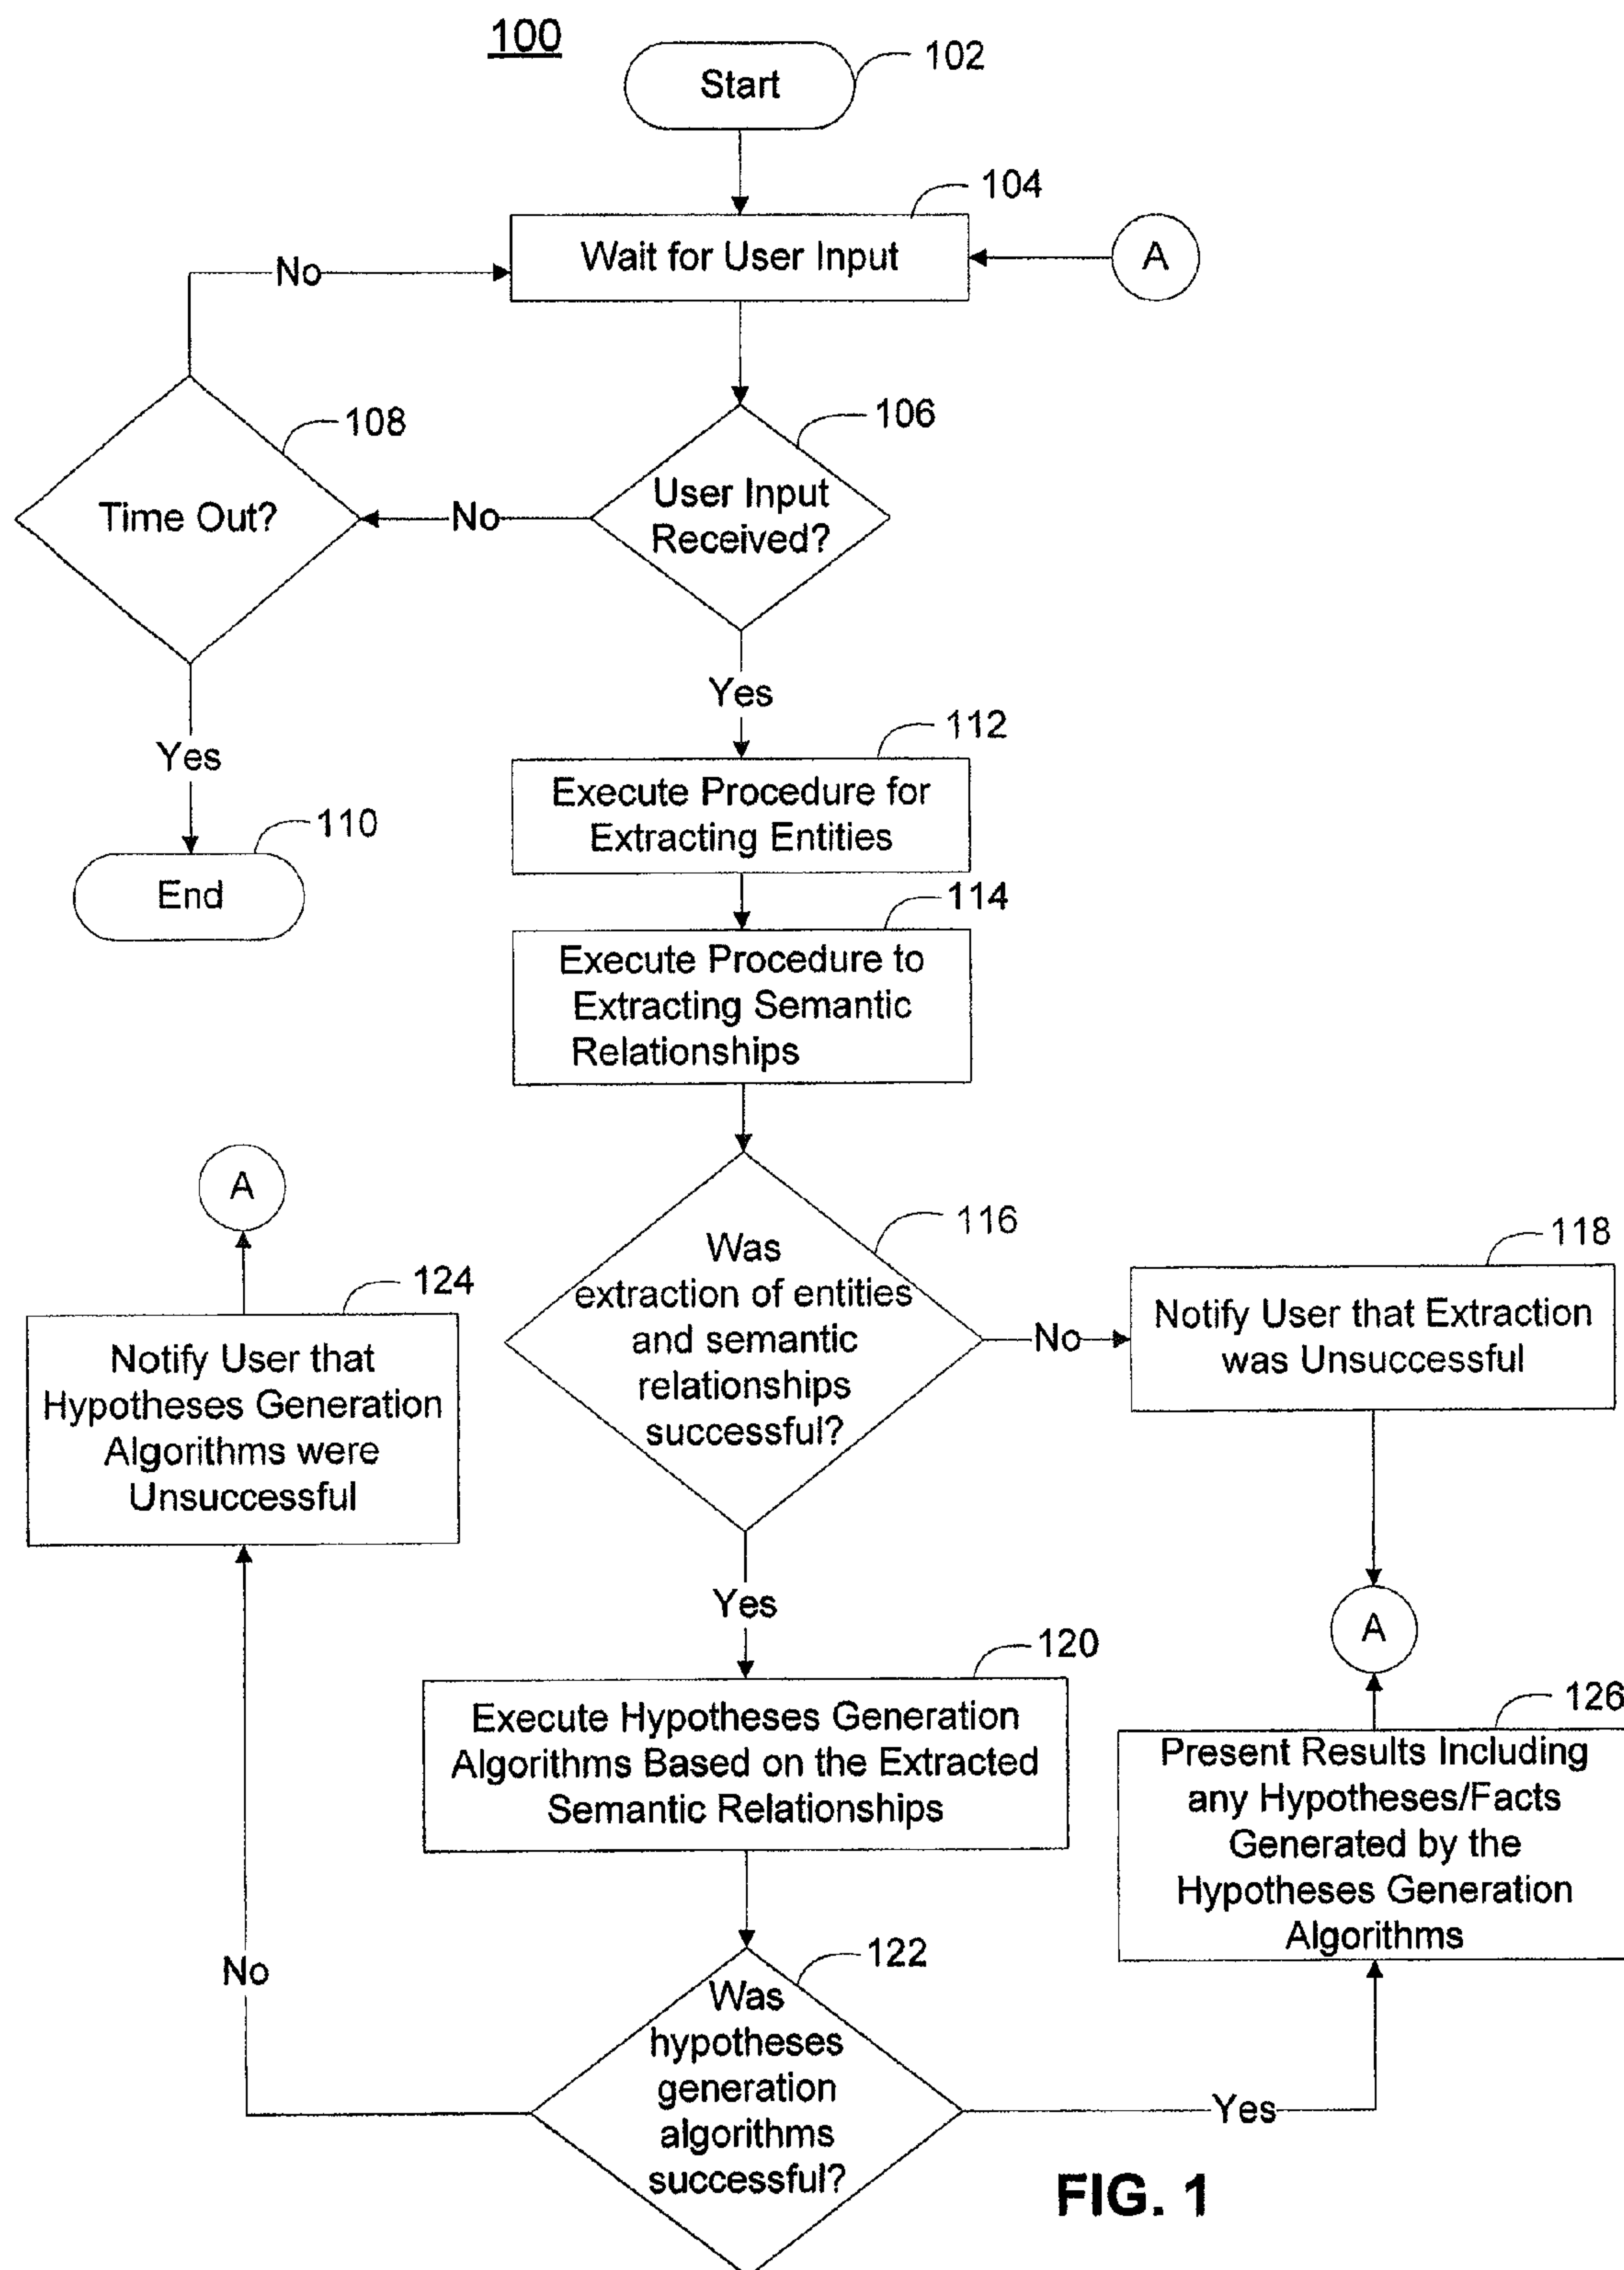 100
Start
102
104
Wait for User Input
A
No
108
106
Time Out?
No
User Input
Received?
Yes
Yes
112
Execute Procedure for
Extracting Entities
110
End
114
Execute Procedure to
Extracting Semantic
Relationships
A
116
Was
extraction of entities
and semantic
relationships
successful?
No
118
Notify User that Extraction
was Unsuccessful
124
Notify User that
Hypotheses Generation
Algorithms were
Unsuccessful
Yes
A
120
Execute Hypotheses Generation
Algorithms Based on the Extracted
Semantic Relationships
126
Present Results Including
any Hypotheses/Facts
Generated by the
Hypotheses Generation
Algorithms
No
122
Was
hypotheses
generation
algorithms
successful?
Yes
FIG. 1